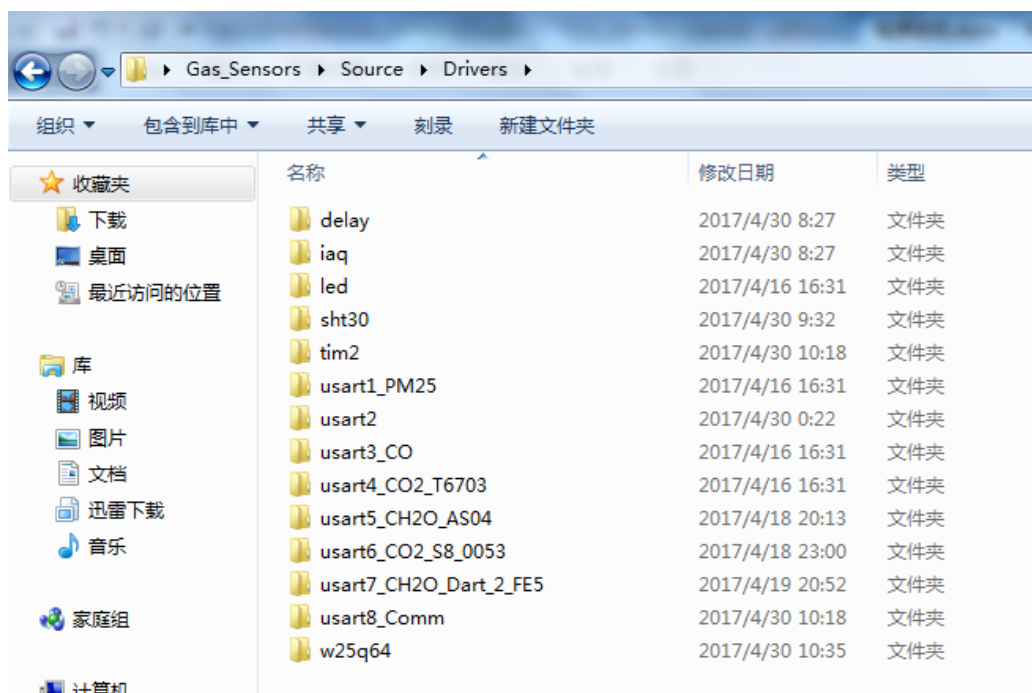 Gas_Sensors Source Drivers
组织 包含到库中 共享 刻录 新建文件夹
收藏夹
下载
桌面
最近访问的位置
库
视频
图片
文档
迅雷下载
音乐
家庭组
计算机
名称 修改日期 类型
delay 2017/4/30 8:27 文件夹
iaq 2017/4/30 8:27 文件夹
led 2017/4/16 16:31 文件夹
sht30 2017/4/30 9:32 文件夹
tim2 2017/4/30 10:18 文件夹
usart1_PM25 2017/4/16 16:31 文件夹
usart2 2017/4/30 0:22 文件夹
usart3_CO 2017/4/16 16:31 文件夹
usart4_CO2_T6703 2017/4/16 16:31 文件夹
usart5_CH2O_AS04 2017/4/18 20:13 文件夹
usart6_CO2_S8_0053 2017/4/18 23:00 文件夹
usart7_CH2O_Dart_2_FE5 2017/4/19 20:52 文件夹
usart8_Comm 2017/4/30 10:18 文件夹
w25q64 2017/4/30 10:35 文件夹